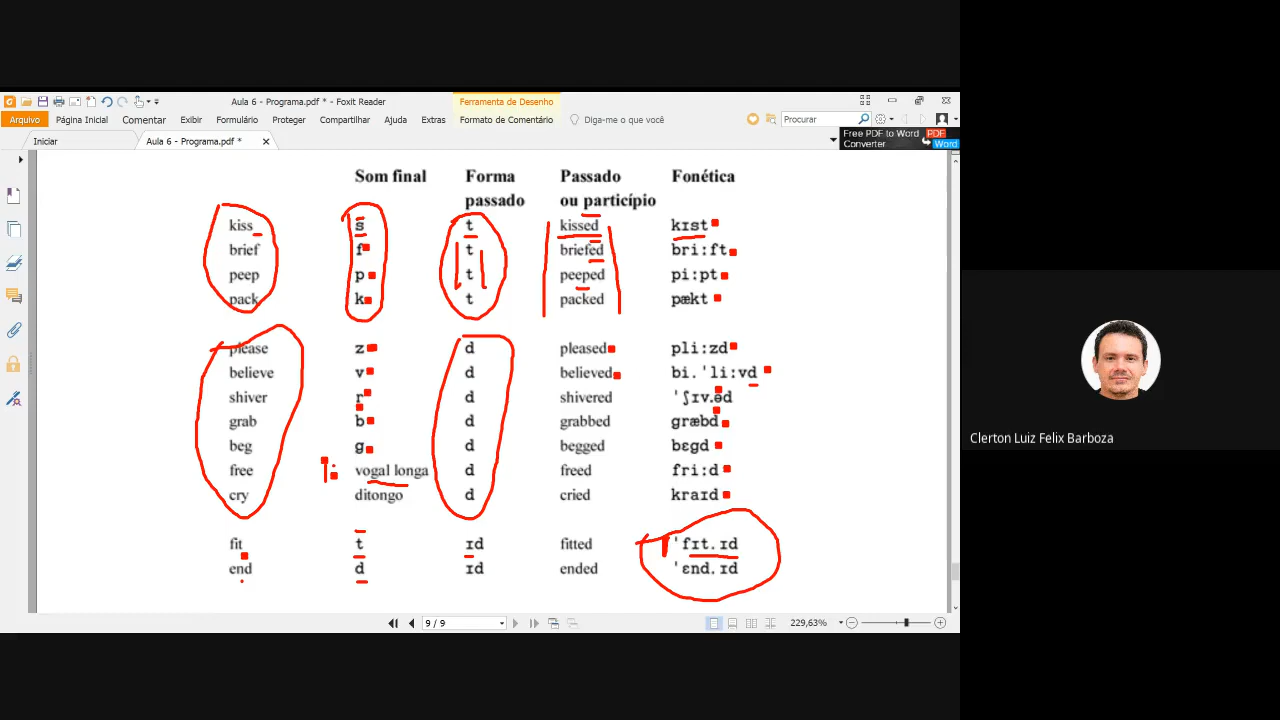 Aula 6 - Programa.pdf * - Foxit Reader
Ferramenta de Desenho
Arquivo Página Inicial Comentar Exibir Formulário Proteger Compartilhar Ajuda Extras Formato de Comentário Diga-me o que você Procurar
Iniciar Aula 6 - Programa.pdf *
Free PDF to Word Converter PDF Word
Som final Forma passado Passado ou particípio Fonética
kiss s t kissed kɪst
brief f t briefed bri:ft
peep p t peeped pi:pt
pack k t packed pækt
please z d pleased pli:zd
believe v d believed bi.ˈli:vd
shiver r d shivered ˈʃɪv.əd
grab b d grabbed græbd
beg g d begged bɛgd
free vogal longa d freed fri:d
cry ditongo d cried kraɪd
fit t ɪd fitted ˈfɪt.ɪd
end d ɪd ended ˈɛnd.ɪd
9 / 9 229,63%
Clerton Luiz Felix Barboza